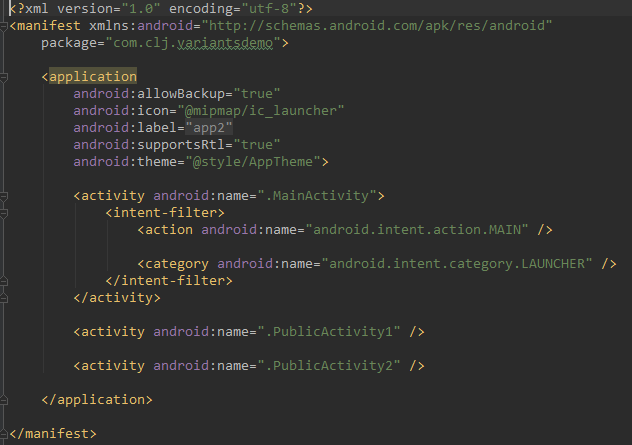 <?xml version="1.0" encoding="utf-8"?>
<manifest xmlns:android="http://schemas.android.com/apk/res/android"
    package="com.clj.variantsdemo">

    <application
        android:allowBackup="true"
        android:icon="@mipmap/ic_launcher"
        android:label="app2"
        android:supportsRtl="true"
        android:theme="@style/AppTheme">

        <activity android:name=".MainActivity">
            <intent-filter>
                <action android:name="android.intent.action.MAIN" />

                <category android:name="android.intent.category.LAUNCHER" />
            </intent-filter>
        </activity>

        <activity android:name=".PublicActivity1" />

        <activity android:name=".PublicActivity2" />

    </application>

</manifest>